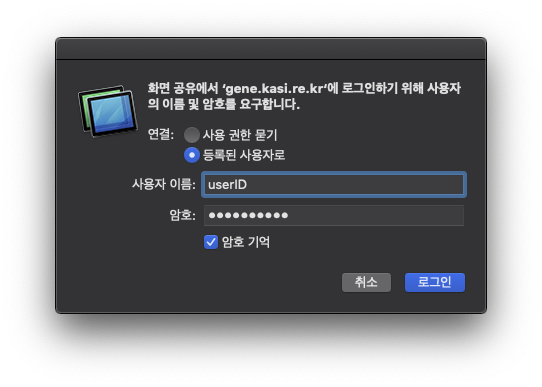 화면 공유에서 ‘gene.kasi.re.kr’에 로그인하기 위해 사용자
의 이름 및 암호를 요구합니다.
연결: 사용 권한 묻기
등록된 사용자로
사용자 이름: userID
암호: ●●●●●●●●●●
암호 기억
취소 로그인